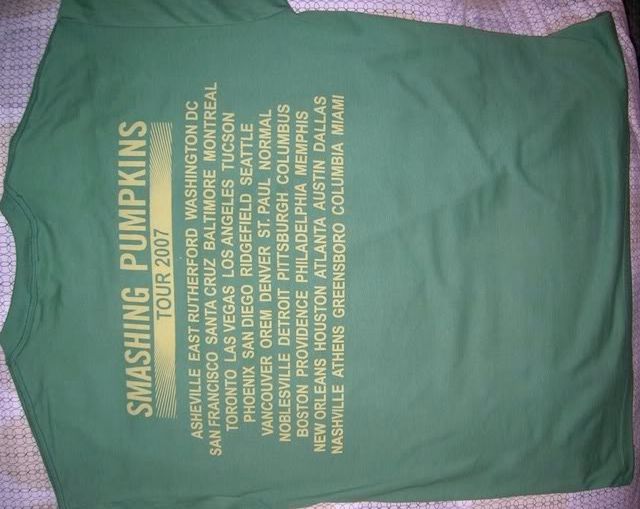 SMASHING PUMPKINS
TOUR 2007
ASHEVILLE EAST RUTHERFORD WASHINGTON DC
SAN FRANCISCO SANTA CRUZ BALTIMORE MONTREAL
TORONTO LAS VEGAS LOS ANGELES TUCSON
PHOENIX SAN DIEGO RIDGEFIELD SEATTLE
VANCOUVER OREM DENVER ST. PAUL NORMAL
NOBLESVILLE DETROIT PITTSBURGH COLUMBUS
BOSTON PROVIDENCE PHILADELPHIA MEMPHIS
NEW ORLEANS HOUSTON ATLANTA AUSTIN DALLAS
NASHVILLE ATHENS GREENSBORO COLUMBIA MIAMI